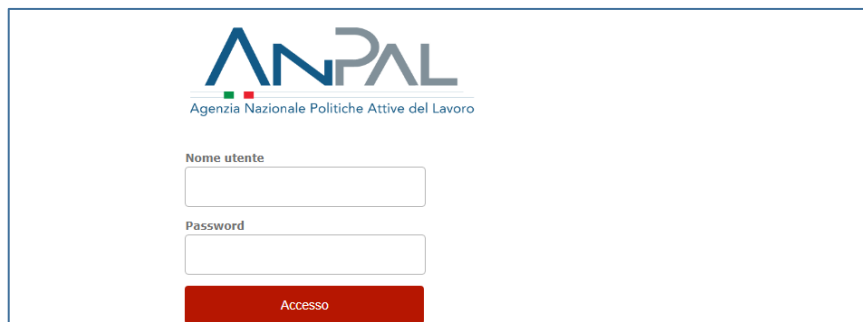 ANPAL
Agenzia Nazionale Politiche Attive del Lavoro
Nome utente
Password
Accesso